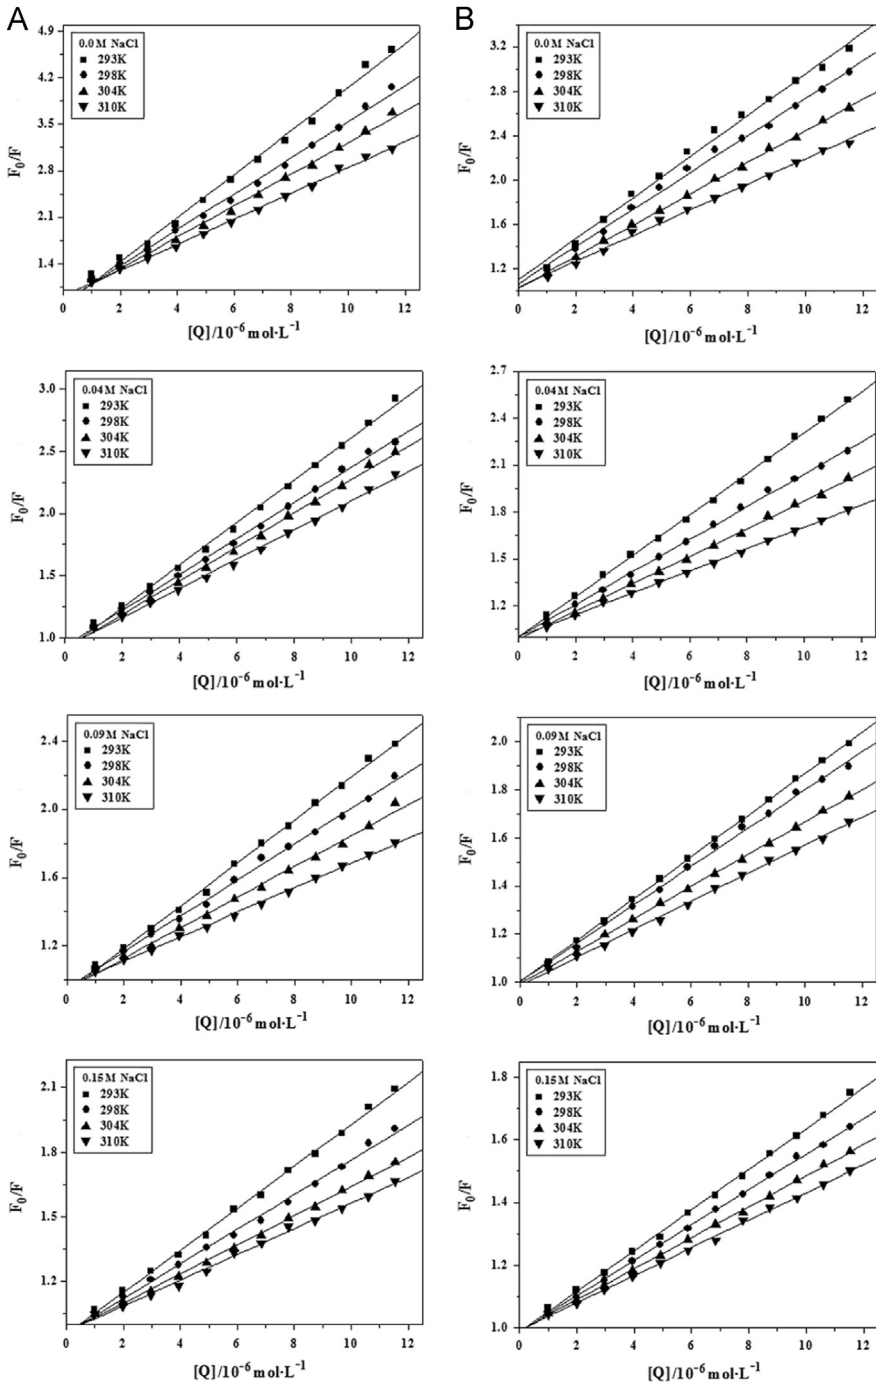 A
B
0.0M NaCl
293K
298K
304K
310K
4.9
4.2
3.5
2.8
2.1
1.4
F0/F
0 2 4 6 8 10 12
[Q]/10⁻⁶ mol·L⁻¹
0.0M NaCl
293K
298K
304K
310K
3.2
2.8
2.4
2.0
1.6
1.2
F0/F
0 2 4 6 8 10 12
[Q]/10⁻⁶ mol·L⁻¹
0.04M NaCl
293K
298K
304K
310K
3.0
2.5
2.0
1.5
1.0
F0/F
0 2 4 6 8 10 12
[Q]/10⁻⁶ mol·L⁻¹
0.04M NaCl
293K
298K
304K
310K
2.7
2.4
2.1
1.8
1.5
1.2
F0/F
0 2 4 6 8 10 12
[Q]/10⁻⁶ mol·L⁻¹
0.09M NaCl
293K
298K
304K
310K
2.4
2.0
1.6
1.2
F0/F
0 2 4 6 8 10 12
[Q]/10⁻⁶ mol·L⁻¹
0.09M NaCl
293K
298K
304K
310K
2.0
1.8
1.6
1.4
1.2
1.0
F0/F
0 2 4 6 8 10 12
[Q]/10⁻⁶ mol·L⁻¹
0.15M NaCl
293K
298K
304K
310K
2.1
1.8
1.5
1.2
F0/F
0 2 4 6 8 10 12
[Q]/10⁻⁶ mol·L⁻¹
0.15M NaCl
293K
298K
304K
310K
1.8
1.6
1.4
1.2
1.0
F0/F
0 2 4 6 8 10 12
[Q]/10⁻⁶ mol·L⁻¹